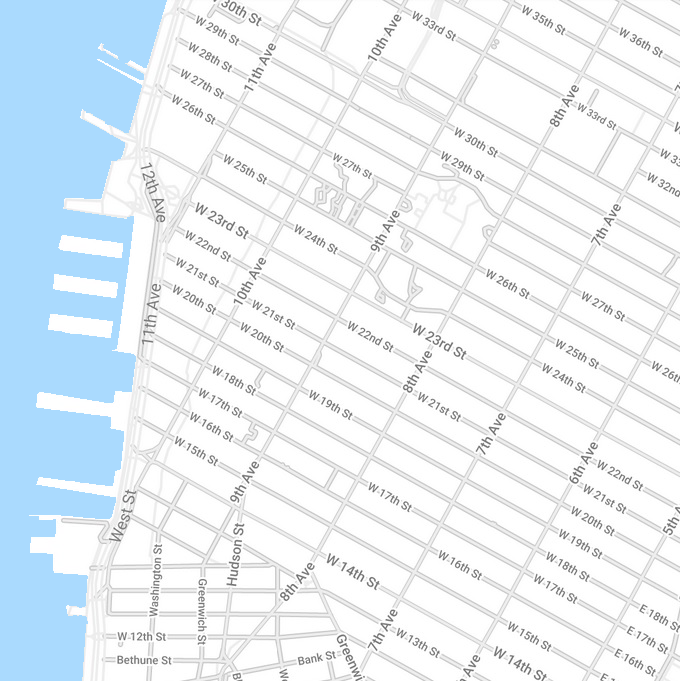 W 30th St
W 29th St
W 28th St
W 27th St
W 26th St
11th Ave
10th Ave
W 33rd St
W 35th St
W 36th St
8th Ave
W 33rd St
W 33
W 32nd
W 30th St
W 29th St
W 27th St
W 25th St
12th Ave
W 23rd St
W 24th St
9th Ave
7th Ave
W 22nd St
W 21st St
W 20th St
10th Ave
11th Ave
W 26th St
W 27th St
W 21st St
W 20th St
W 22nd St
W 23rd St
W 25th St
W 24th St
W 26th
8th Ave
W 18th St
W 17th St
W 16th St
W 15th St
W 19th St
W 21st St
7th Ave
6th Ave
W 22nd St
W 21st St
W 20th St
W 19th St
W 18th St
W 17th St
5th A
9th Ave
W 17th St
West St
Hudson St
Washington St
Greenwich St
8th Ave
W 14th St
W 16th St
W 15th St
W 13th St
W 14th St
7th Ave
E 18th St
E 17th St
E 16th St
W 12th St
Bethune St
Bank St
Greenwi
h Ave